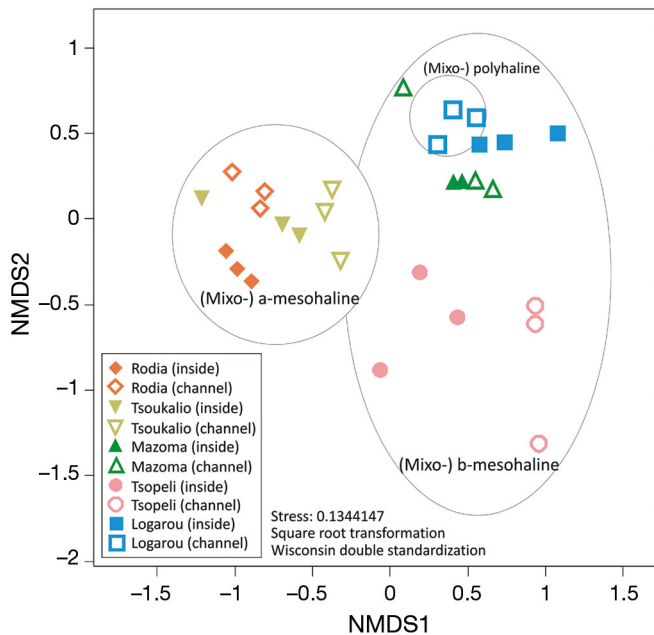 1
0.5
0
−0.5
−1
−1.5
−2
NMDS2
(Mixo-) polyhaline
(Mixo-) a-mesohaline
(Mixo-) b-mesohaline
Rodia (inside)
Rodia (channel)
Tsoukalio (inside)
Tsoukalio (channel)
Mazoma (inside)
Mazoma (channel)
Tsopeli (inside)
Tsopeli (channel)
Logarou (inside)
Logarou (channel)
Stress: 0.1344147
Square root transformation
Wisconsin double standardization
−1.5 −1 −0.5 0 0.5 1 1.5
NMDS1